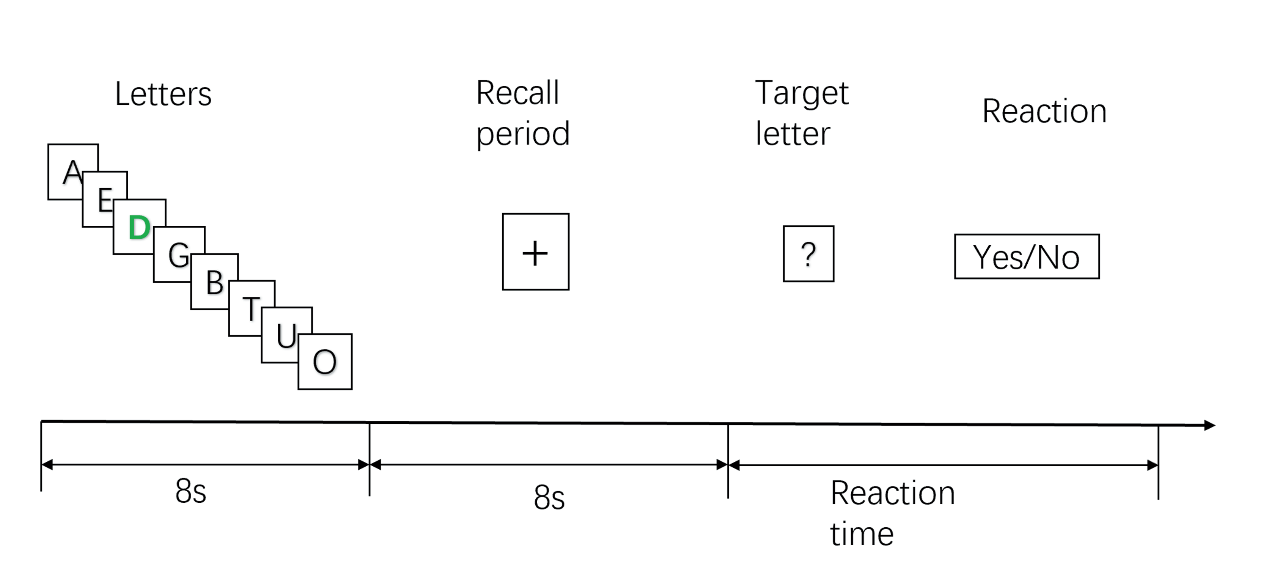 Letters
Recall
period
Target
letter
Reaction
A
E
D
G
B
T
U
O
+
?
Yes/No
8s
8s
Reaction
time